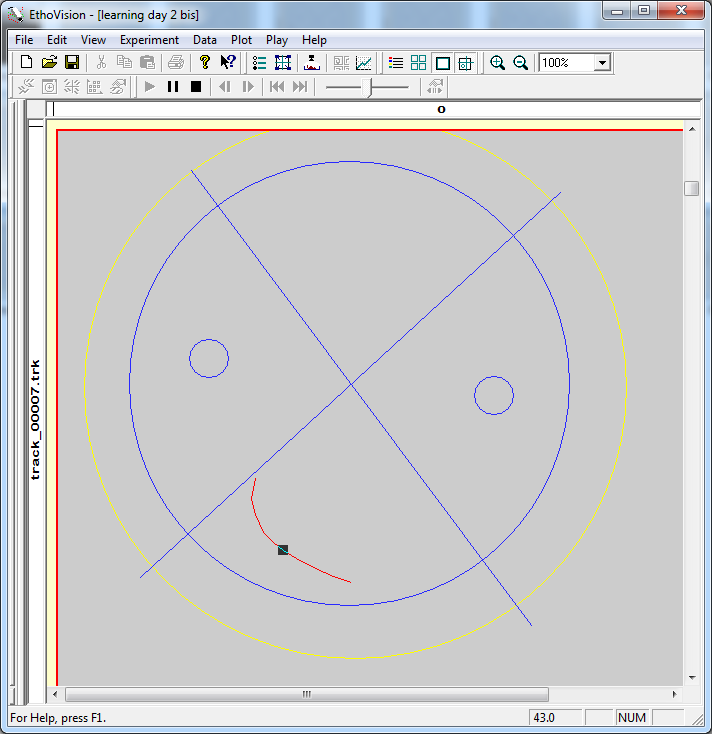 EthoVision - [learning day 2 bis]
File Edit View Experiment Data Plot Play Help
100%
0
track_00007.trk
For Help, press F1.
43.0
NUM